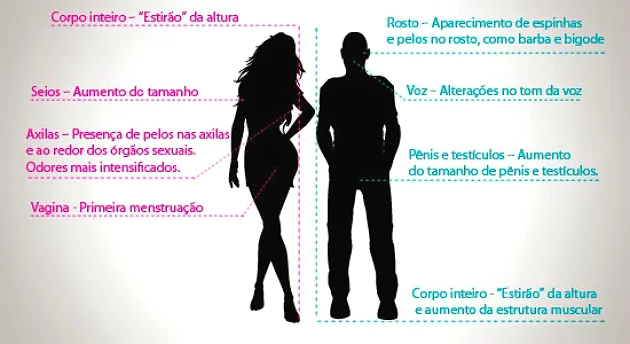 Corpo inteiro – “Estirão” da altura
Seios – Aumento do tamanho
Axilas – Presença de pelos nas axilas
e ao redor dos órgãos sexuais.
Odores mais intensificados.
Vagina - Primeira menstruação
Rosto – Aparecimento de espinhas
e pelos no rosto, como barba e bigode
Voz – Alterações no tom da voz
Pênis e testículos – Aumento
do tamanho de pênis e testículos.
Corpo inteiro - “Estirão” da altura
e aumento da estrutura muscular